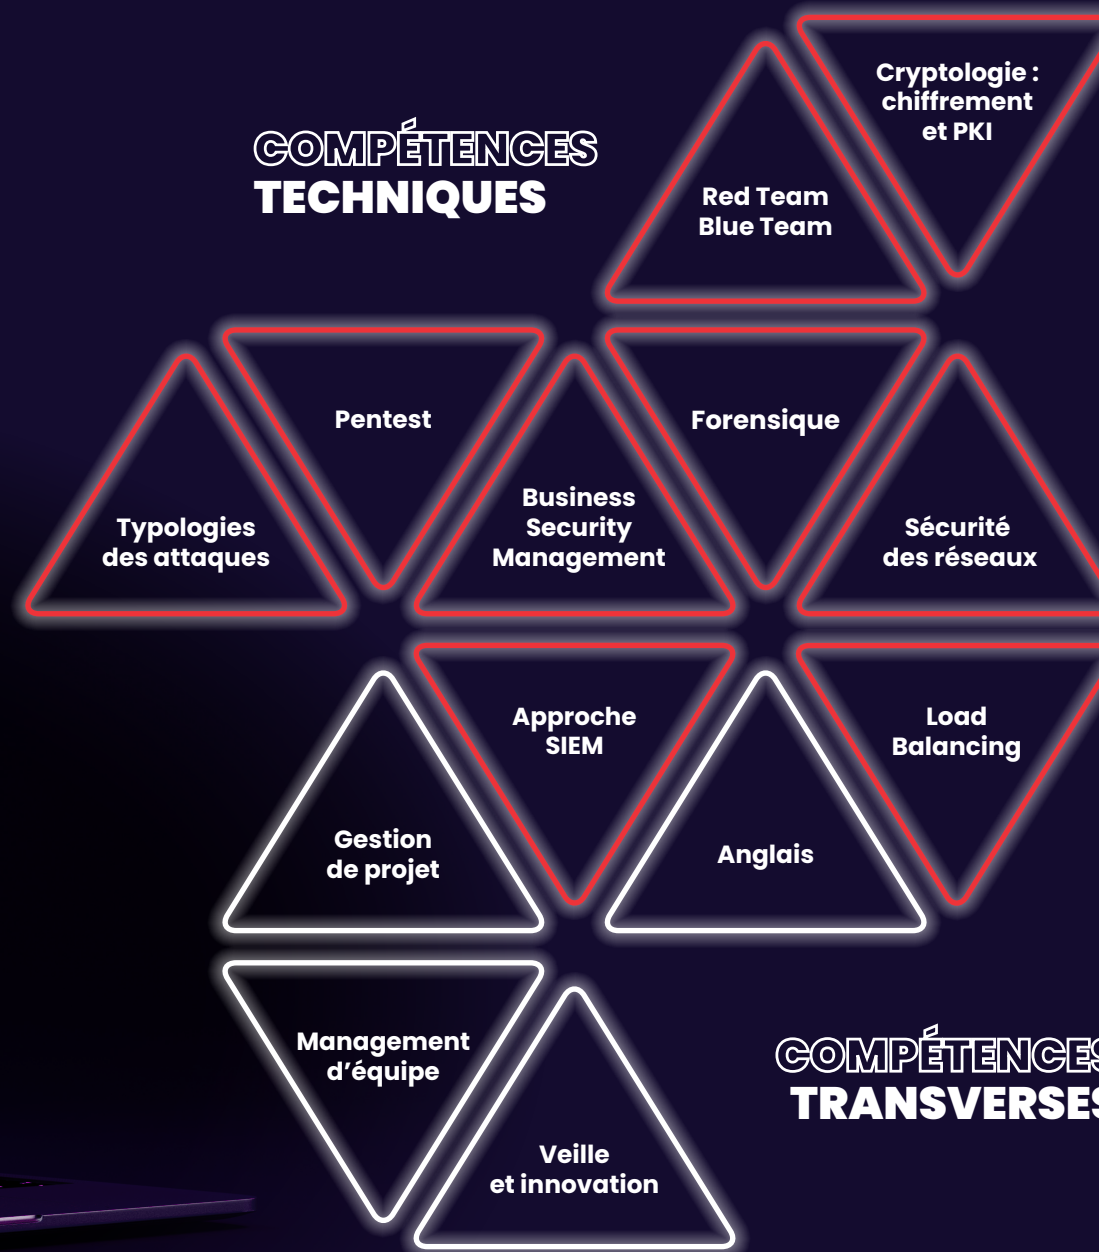 Cryptologie :
chiffrement
et PKI
COMPÉTENCES
TECHNIQUES
Red Team
Blue Team
Pentest
Forensique
Typologies
des attaques
Business
Security
Management
Sécurité
des réseaux
Approche
SIEM
Load
Balancing
Gestion
de projet
Anglais
Management
d’équipe
COMPÉTENCES
TRANSVERSES
Veille
et innovation